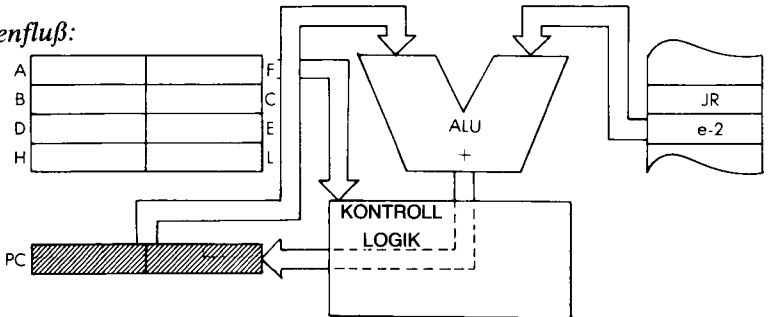 enfluß:
A F
B C
D E
H L
PC
ALU
+
KONTROLL
LOGIK
JR
e-2